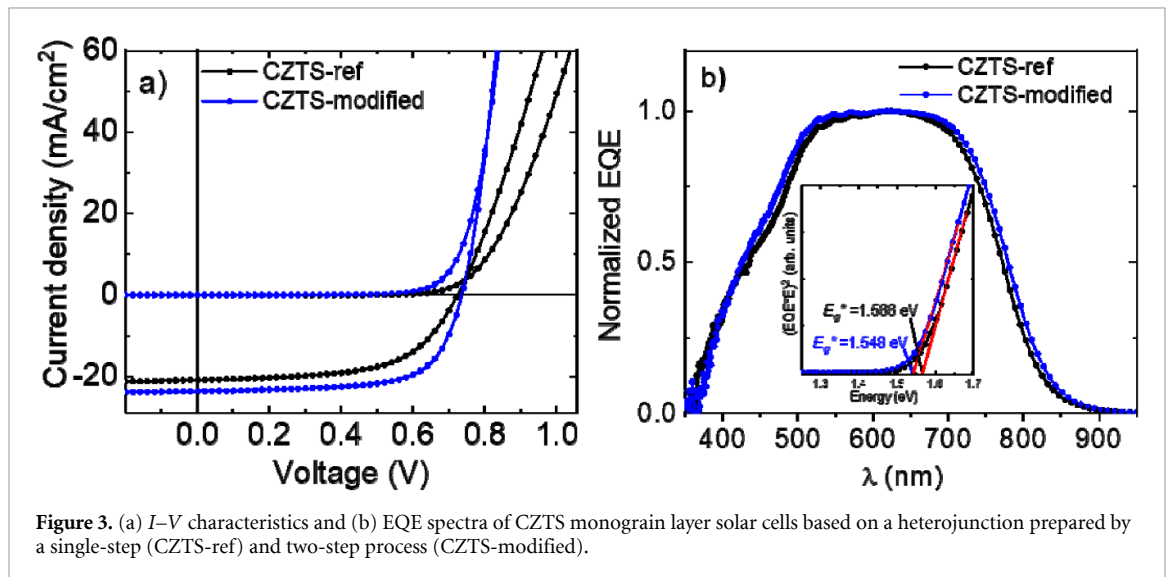 a)
CZTS-ref
CZTS-modified
Current density (mA/cm²)
60
40
20
0
-20
0.0 0.2 0.4 0.6 0.8 1.0
Voltage (V)
b)
CZTS-ref
CZTS-modified
Normalized EQE
1.0
0.5
0.0
400 500 600 700 800 900
λ (nm)
(EQE*E)² (arb. units)
Eg* =1.548 eV
1.3 1.4 1.5 1.6 1.7
Energy (eV)
Figure 3. (a) I–V characteristics and (b) EQE spectra of CZTS monograin layer solar cells based on a heterojunction prepared by
a single-step (CZTS-ref) and two-step process (CZTS-modified).